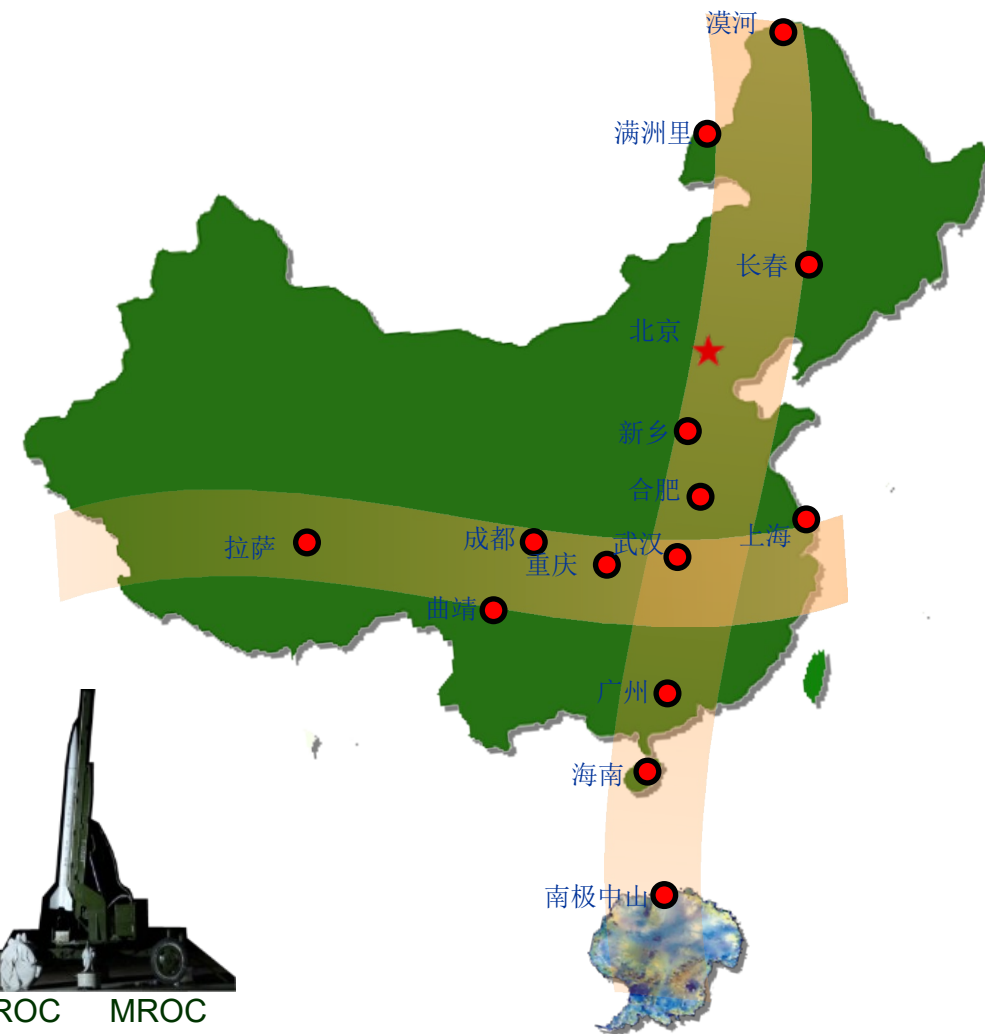 漠河
满洲里
长春
北京
新乡
合肥
上海
拉萨
成都
武汉
重庆
曲靖
广州
海南
南极中山
ROC MROC